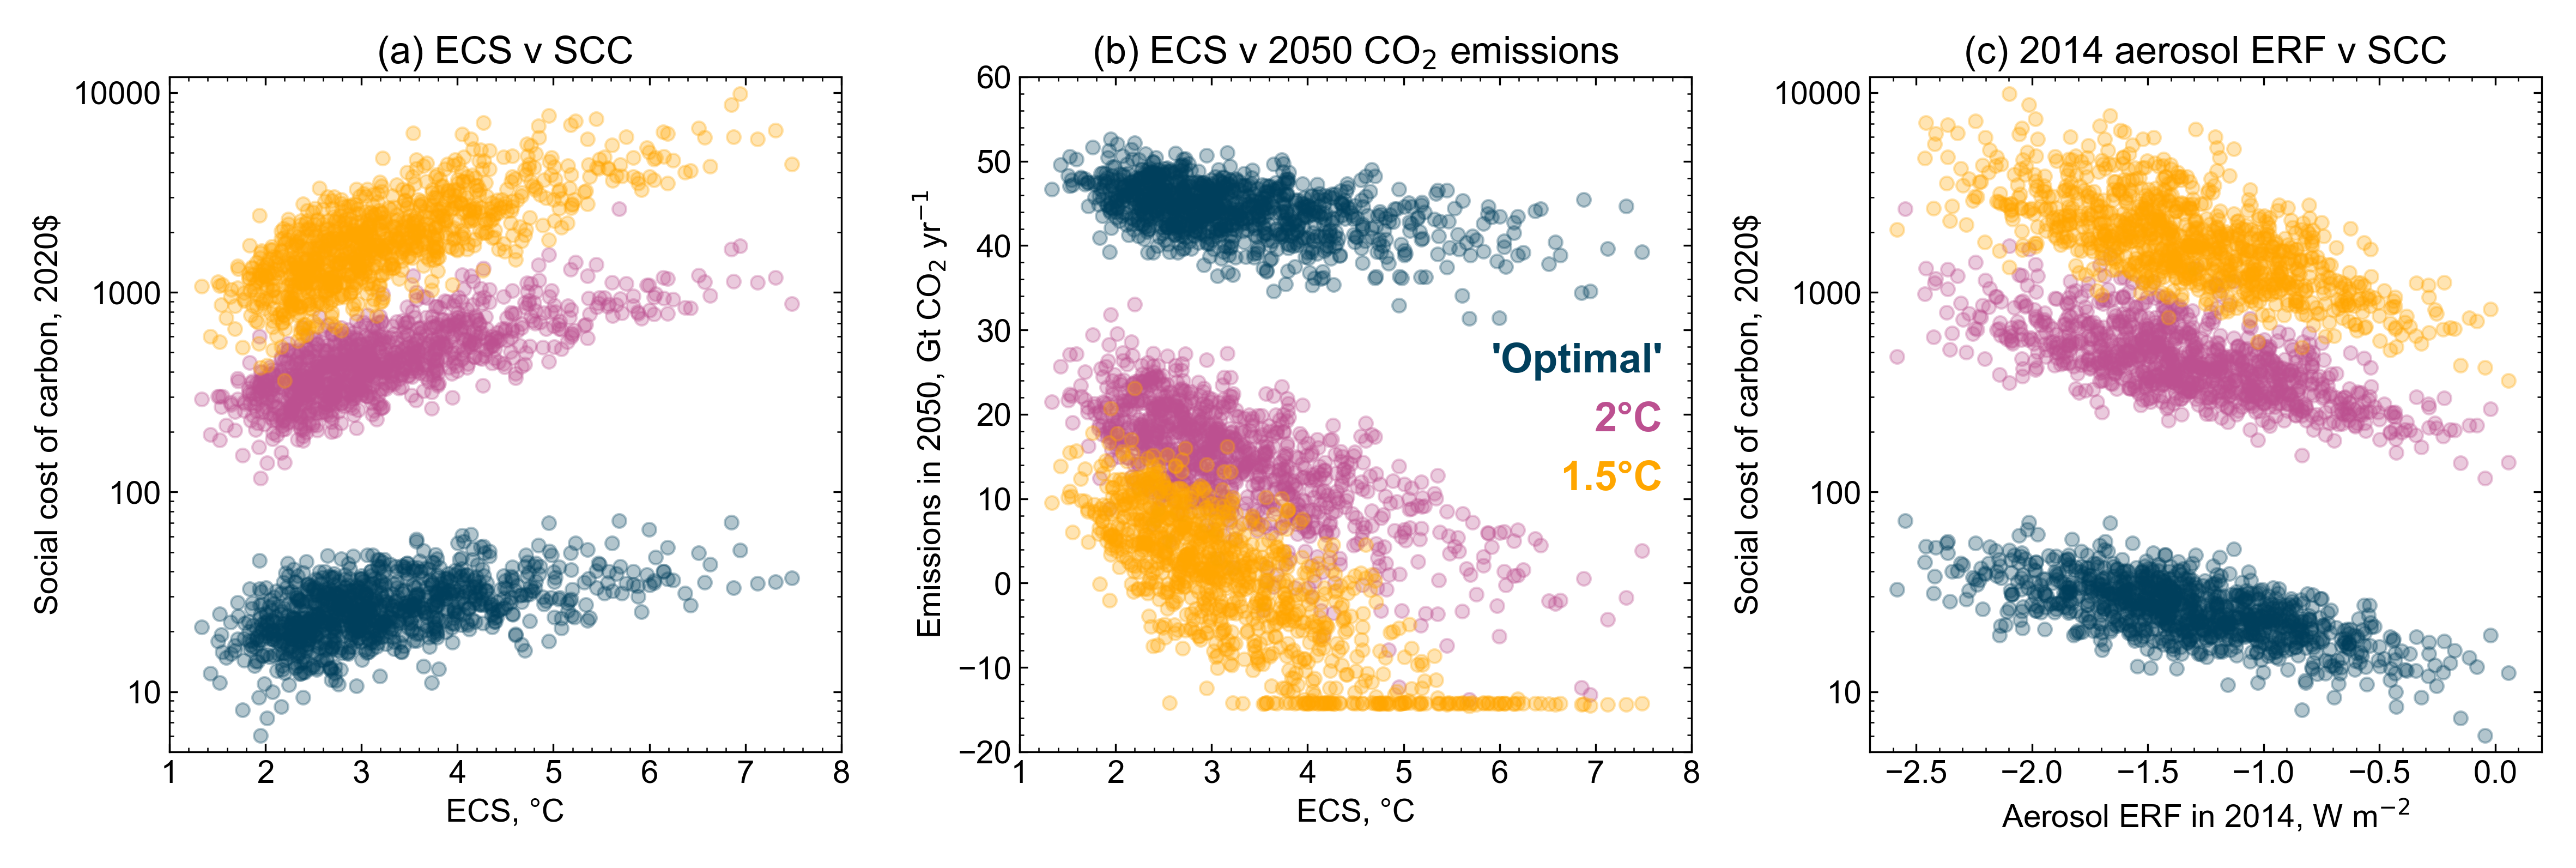 (a) ECS v SCC
10000
1000
100
10
Social cost of carbon, 2020$
1 2 3 4 5 6 7 8
ECS, °C
(b) ECS v 2050 CO₂ emissions
60
50
40
30
20
10
0
−10
−20
Emissions in 2050, Gt CO₂ yr⁻¹
'Optimal'
2°C
1.5°C
1 2 3 4 5 6 7 8
ECS, °C
(c) 2014 aerosol ERF v SCC
10000
1000
100
10
Social cost of carbon, 2020$
−2.5 −2.0 −1.5 −1.0 −0.5 0.0
Aerosol ERF in 2014, W m⁻²